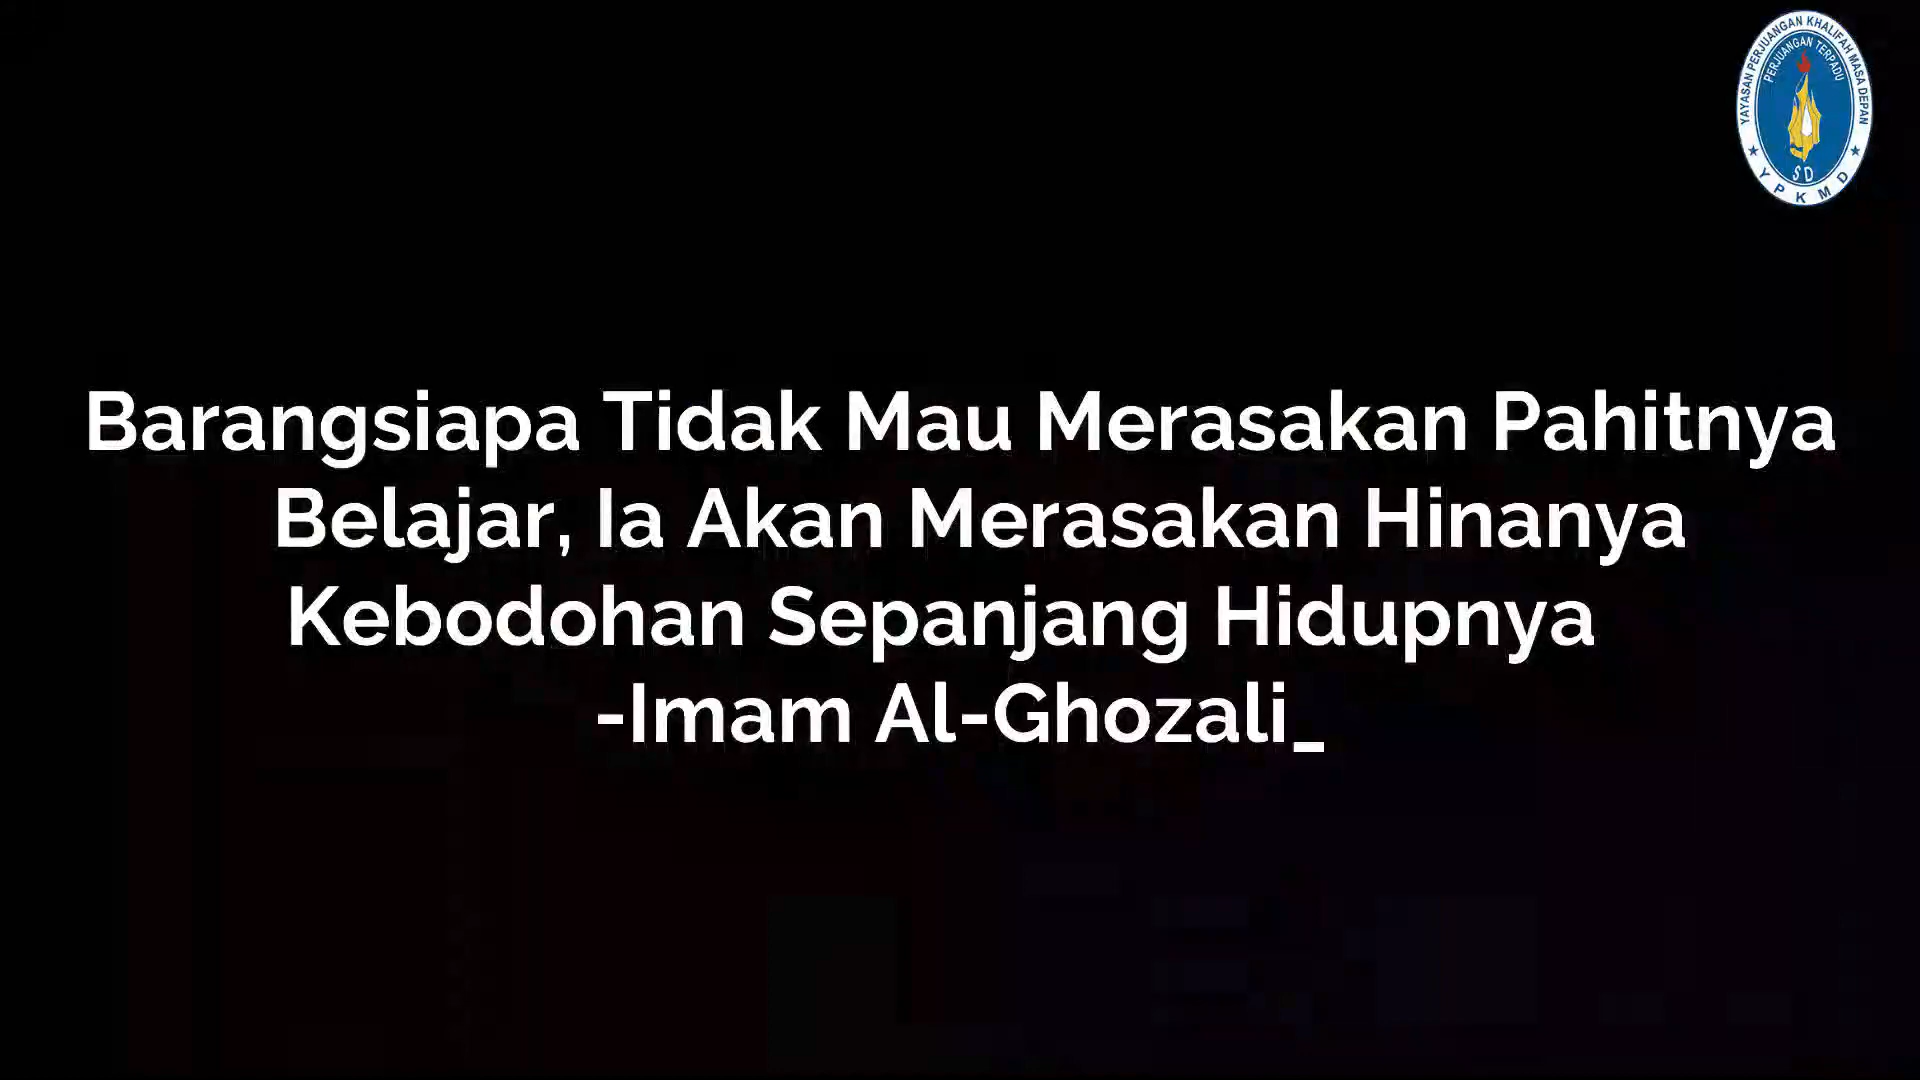 YAYASAN PERJUANGAN KHALIFAH MASA DEPAN
PERJUANGAN TERPADU
SD
Y P K M D
Barangsiapa Tidak Mau Merasakan Pahitnya
Belajar, Ia Akan Merasakan Hinanya
Kebodohan Sepanjang Hidupnya
-Imam Al-Ghozali_